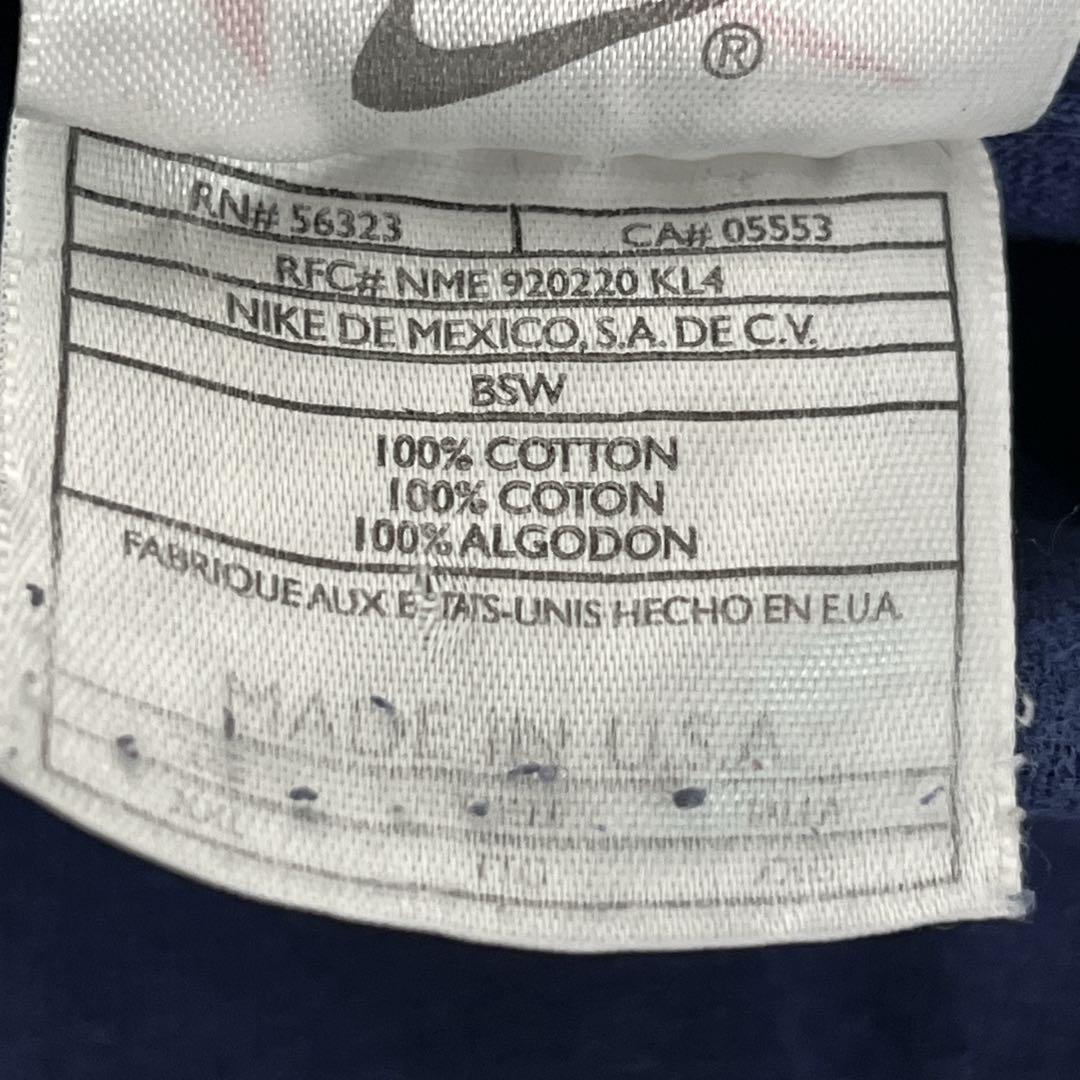 ®
RN# 56323 CA# 05553
RFC# NME 920220 KL4
NIKE DE MEXICO, S.A. DE C.V.
BSW
100% COTTON
100% COTON
100% ALGODON
FABRIQUE AUX E-TATS-UNIS HECHO EN E.U.A.
MADE IN U.S.A.
XXL